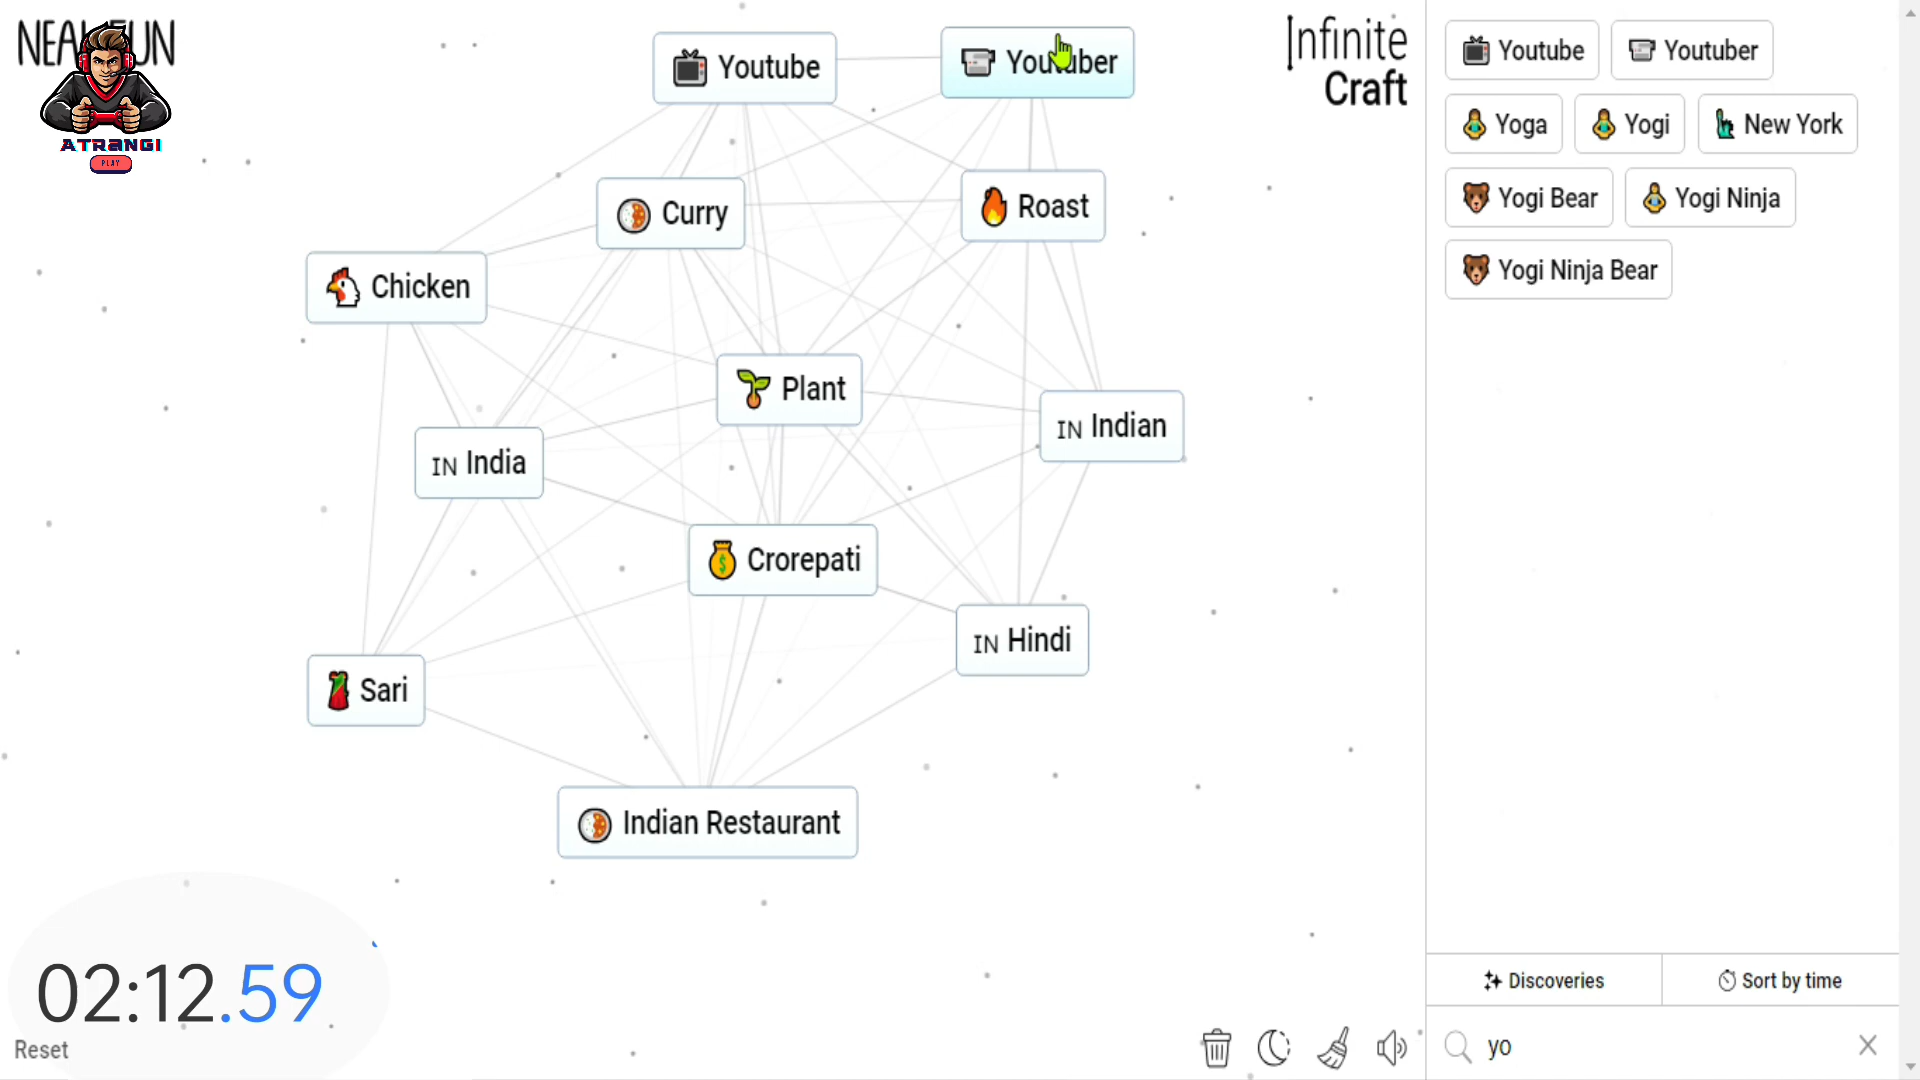 NEAL.FUN
ATRANGI
PLAY
Youtube
Youtuber
Infinite
Craft
Curry
Roast
Chicken
Plant
IN Indian
IN India
Crorepati
IN Hindi
Sari
Indian Restaurant
02:12.59
Reset
Youtube
Youtuber
Yoga
Yogi
New York
Yogi Bear
Yogi Ninja
Yogi Ninja Bear
Discoveries
Sort by time
yo